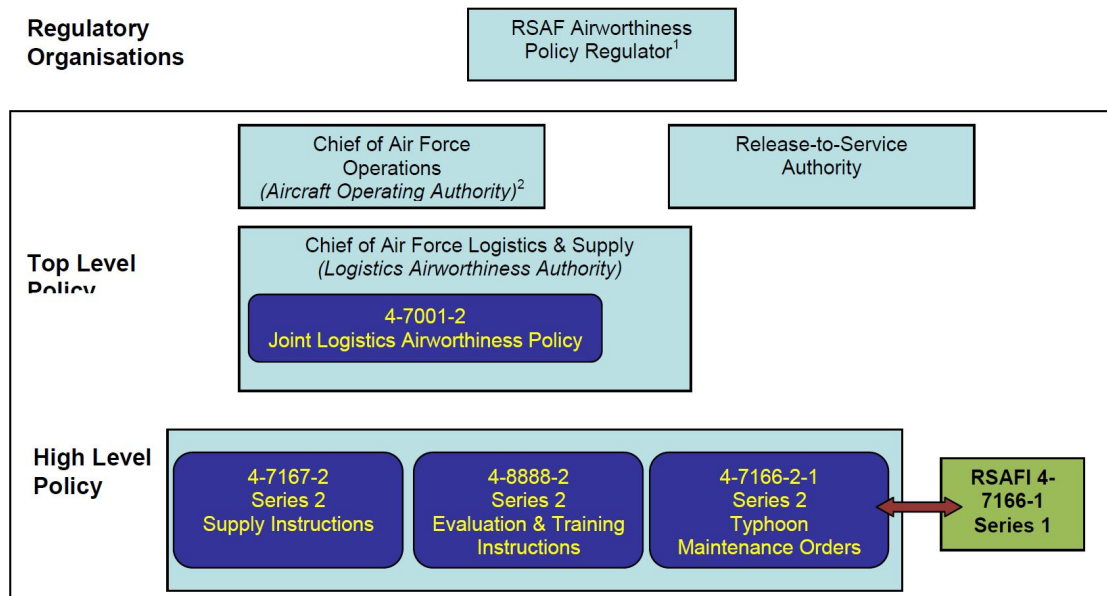 Regulatory
Organisations
RSAF Airworthiness
Policy Regulator1
Chief of Air Force
Operations
(Aircraft Operating Authority)2
Release-to-Service
Authority
Top Level
Policy
Chief of Air Force Logistics & Supply
(Logistics Airworthiness Authority)
4-7001-2
Joint Logistics Airworthiness Policy
High Level
Policy
4-7167-2
Series 2
Supply Instructions
4-8888-2
Series 2
Evaluation & Training
Instructions
4-7166-2-1
Series 2
Typhoon
Maintenance Orders
RSAFI 4-
7166-1
Series 1